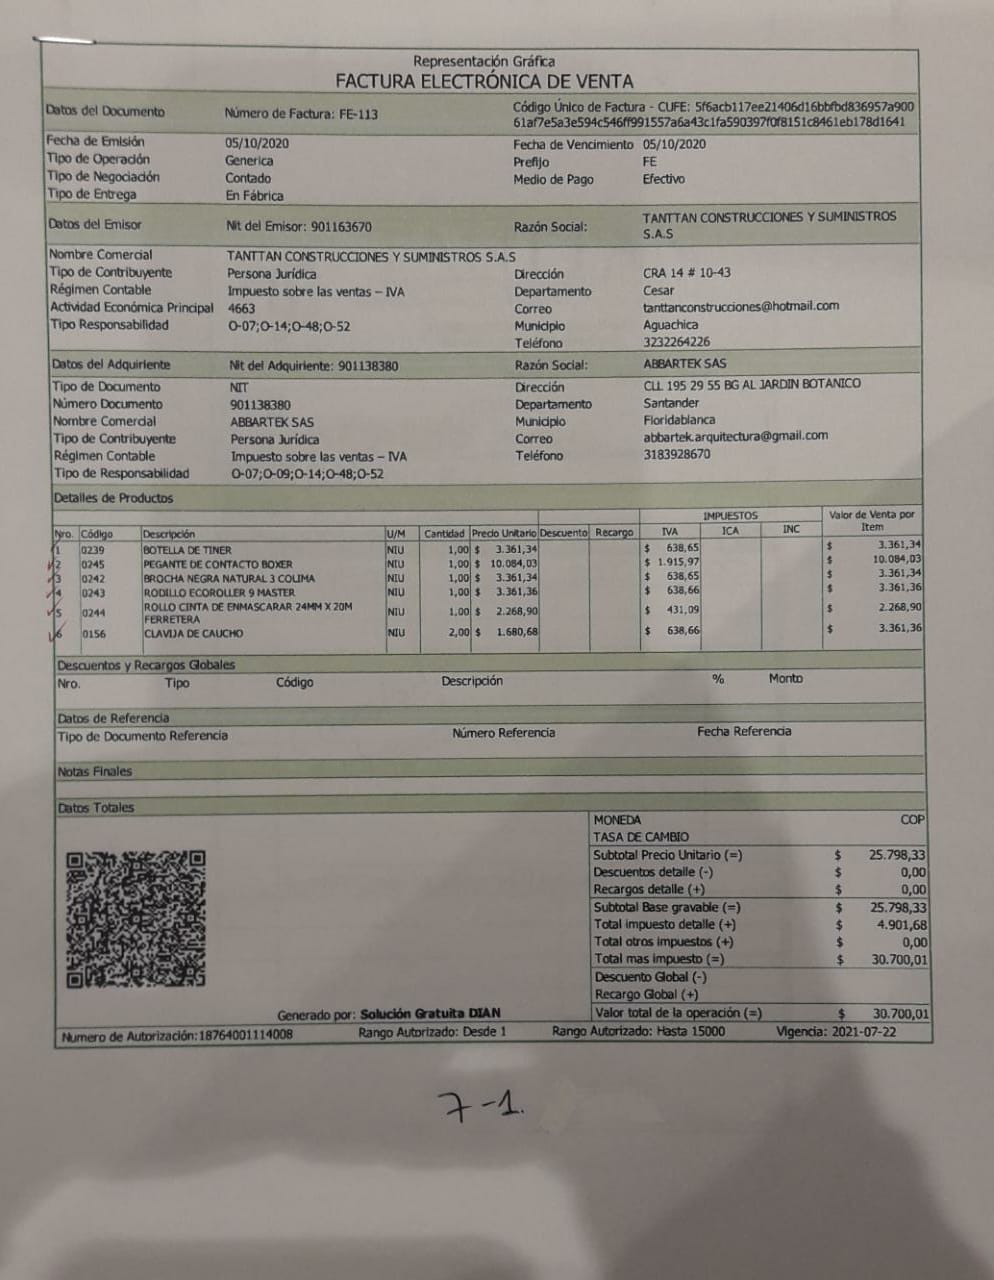 Representación Gráfica
FACTURA ELECTRÓNICA DE VENTA
Datos del Documento Número de Factura: FE-113 Código Único de Factura - CUFE: 5f6acb117ee21406d16bbfbd836957a900
61af7e5a3e594c546ff991557a6a43c1fa590397f0f8151c8461eb178d1641
Fecha de Emisión 05/10/2020 Fecha de Vencimiento 05/10/2020
Tipo de Operación Generica Prefijo FE
Tipo de Negociación Contado Medio de Pago Efectivo
Tipo de Entrega En Fábrica
Datos del Emisor Nit del Emisor: 901163670 Razón Social: TANTTAN CONSTRUCCIONES Y SUMINISTROS
S.A.S
Nombre Comercial TANTTAN CONSTRUCCIONES Y SUMINISTROS S.A.S
Tipo de Contribuyente Persona Jurídica Dirección CRA 14 # 10-43
Régimen Contable Impuesto sobre las ventas – IVA Departamento Cesar
Actividad Económica Principal 4663 Correo tanttanconstrucciones@hotmail.com
Tipo Responsabilidad O-07;O-14;O-48;O-52 Municipio Aguachica
Teléfono 3232264226
Datos del Adquiriente Nit del Adquiriente: 901138380 Razón Social: ABBARTEK SAS
Tipo de Documento NIT Dirección CLL 195 29 55 BG AL JARDIN BOTANICO
Número Documento 901138380 Departamento Santander
Nombre Comercial ABBARTEK SAS Municipio Floridablanca
Tipo de Contribuyente Persona Jurídica Correo abbartek.arquitectura@gmail.com
Régimen Contable Impuesto sobre las ventas – IVA Teléfono 3183928670
Tipo de Responsabilidad O-07;O-09;O-14;O-48;O-52
Detalles de Productos
IMPUESTOS Valor de Venta por
Nro. Código Descripción U/M Cantidad Precio Unitario Descuento Recargo IVA ICA INC Item
1 0239 BOTELLA DE TINER NIU 1,00 $ 3.361,34 $ 638,65 $ 3.361,34
2 0245 PEGANTE DE CONTACTO BOXER NIU 1,00 $ 10.084,03 $ 1.915,97 $ 10.084,03
3 0242 BROCHA NEGRA NATURAL 3 COLIMA NIU 1,00 $ 3.361,34 $ 638,65 $ 3.361,34
4 0243 RODILLO ECOROLLER 9 MASTER NIU 1,00 $ 3.361,36 $ 638,66 $ 3.361,36
5 0244 ROLLO CINTA DE ENMASCARAR 24MM X 20M NIU 1,00 $ 2.268,90 $ 431,09 $ 2.268,90
FERRETERA
6 0156 CLAVIJA DE CAUCHO NIU 2,00 $ 1.680,68 $ 638,66 $ 3.361,36
Descuentos y Recargos Globales
Nro. Tipo Código Descripción % Monto
Datos de Referencia
Tipo de Documento Referencia Número Referencia Fecha Referencia
Notas Finales
Datos Totales
MONEDA COP
TASA DE CAMBIO
Subtotal Precio Unitario (=) $ 25.798,33
Descuentos detalle (-) $ 0,00
Recargos detalle (+) $ 0,00
Subtotal Base gravable (=) $ 25.798,33
Total impuesto detalle (+) $ 4.901,68
Total otros impuestos (+) $ 0,00
Total mas impuesto (=) $ 30.700,01
Descuento Global (-)
Recargo Global (+)
Generado por: Solución Gratuita DIAN Valor total de la operación (=) $ 30.700,01
Numero de Autorización:18764001114008 Rango Autorizado: Desde 1 Rango Autorizado: Hasta 15000 Vigencia: 2021-07-22
7-1.